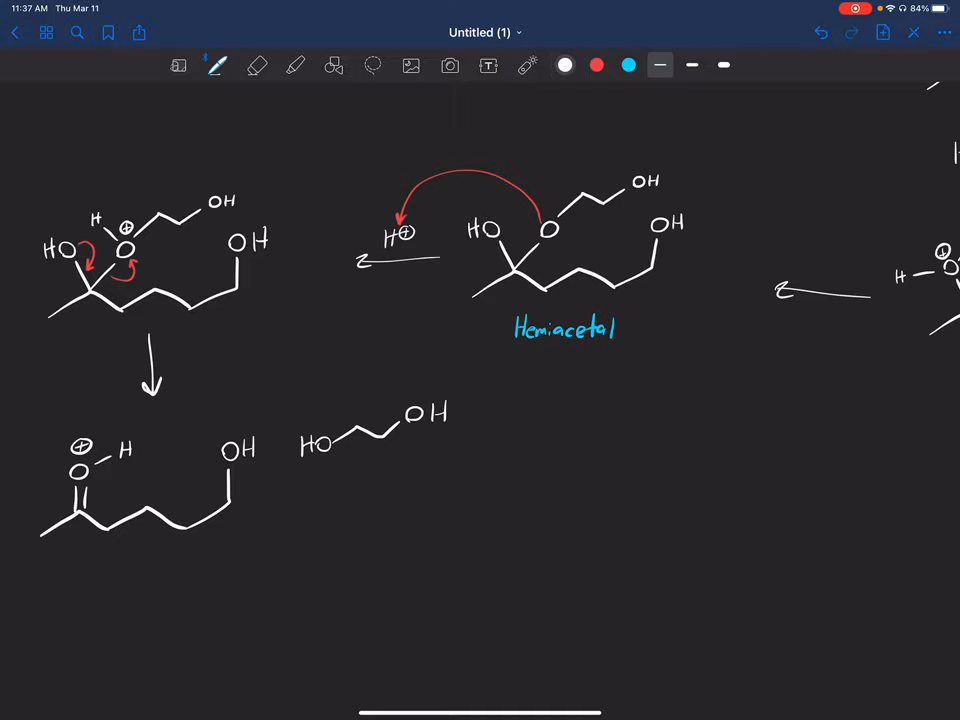 11:37 AM Thu Mar 11
84%
Untitled (1)
T
OH
H
⊕
HO
O
OH
H⊕
HO
O
OH
OH
⊕
H
O
Hemiacetal
⊕
O
H
OH
HO
OH